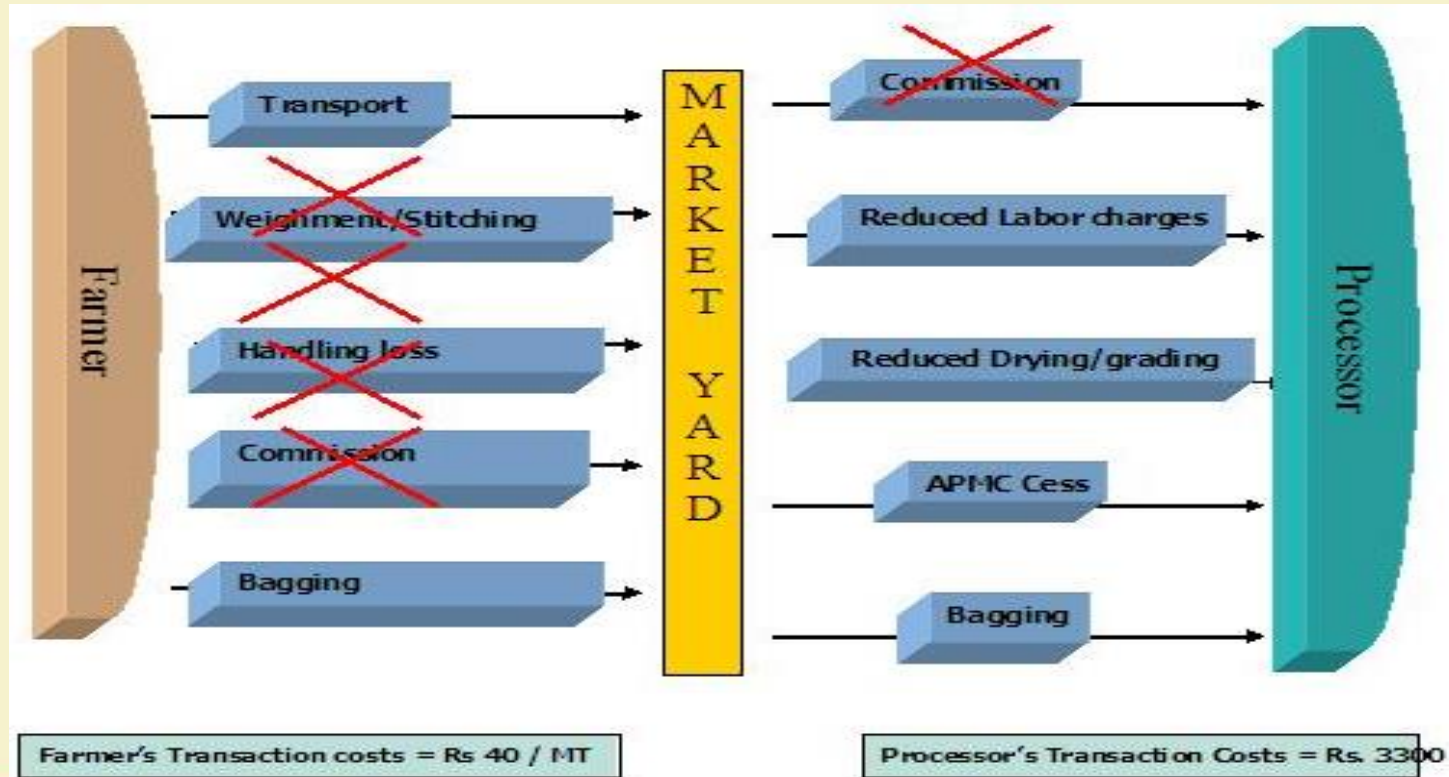 Farmer
Transport
Weighment/Stitching
Handling loss
Commission
Bagging
MARKET YARD
Commission
Reduced Labor charges
Reduced Drying/grading
APMC Cess
Bagging
Processor
Farmer's Transaction costs = Rs 40 / MT
Processor's Transaction Costs = Rs. 3300